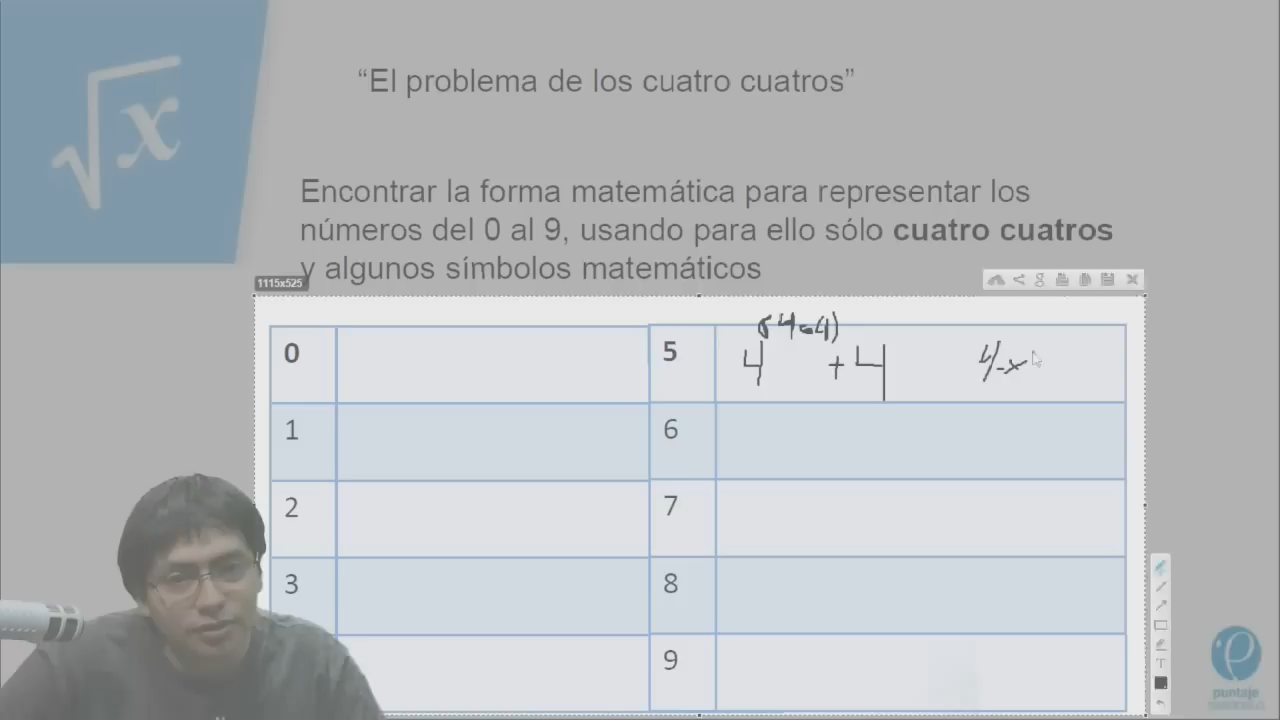 √x
“El problema de los cuatro cuatros”
Encontrar la forma matemática para representar los
números del 0 al 9, usando para ello sólo cuatro cuatros
y algunos símbolos matemáticos
1115x525
0
5
4^(4-4) + 4
4-x
1
6
2
7
3
8
9
T
puntaje